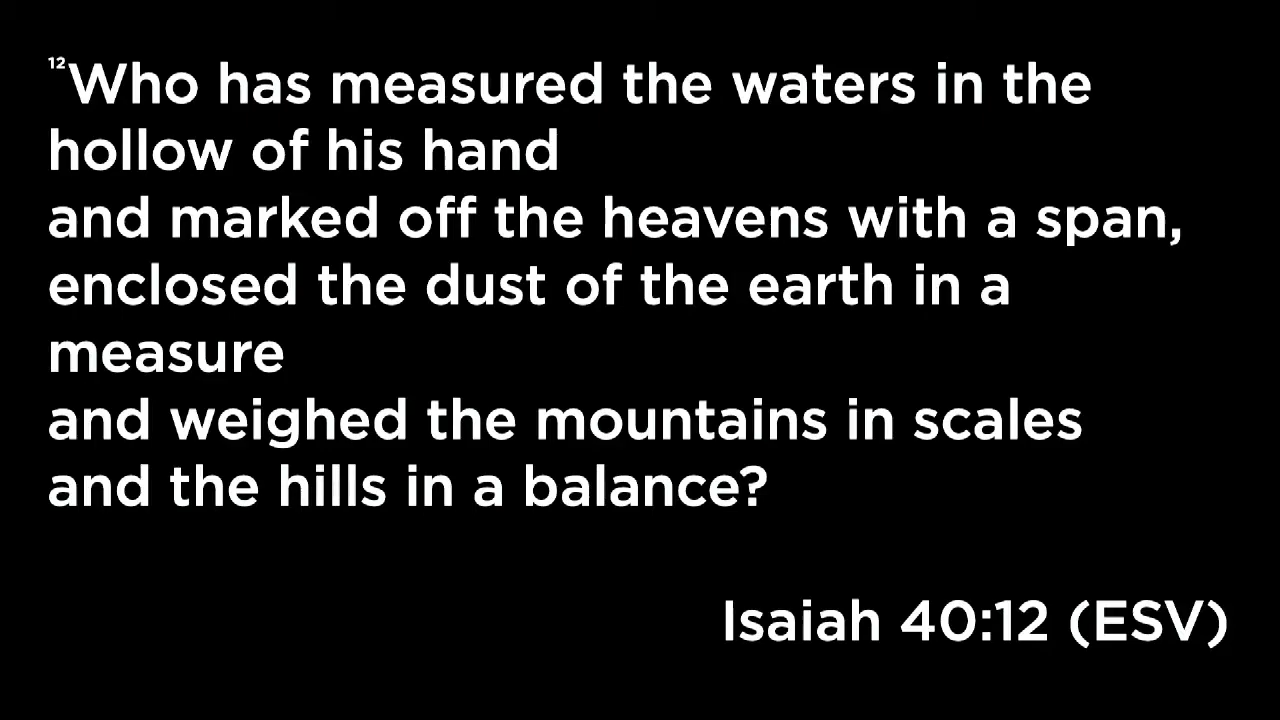 12Who has measured the waters in the
hollow of his hand
and marked off the heavens with a span,
enclosed the dust of the earth in a
measure
and weighed the mountains in scales
and the hills in a balance?
Isaiah 40:12 (ESV)